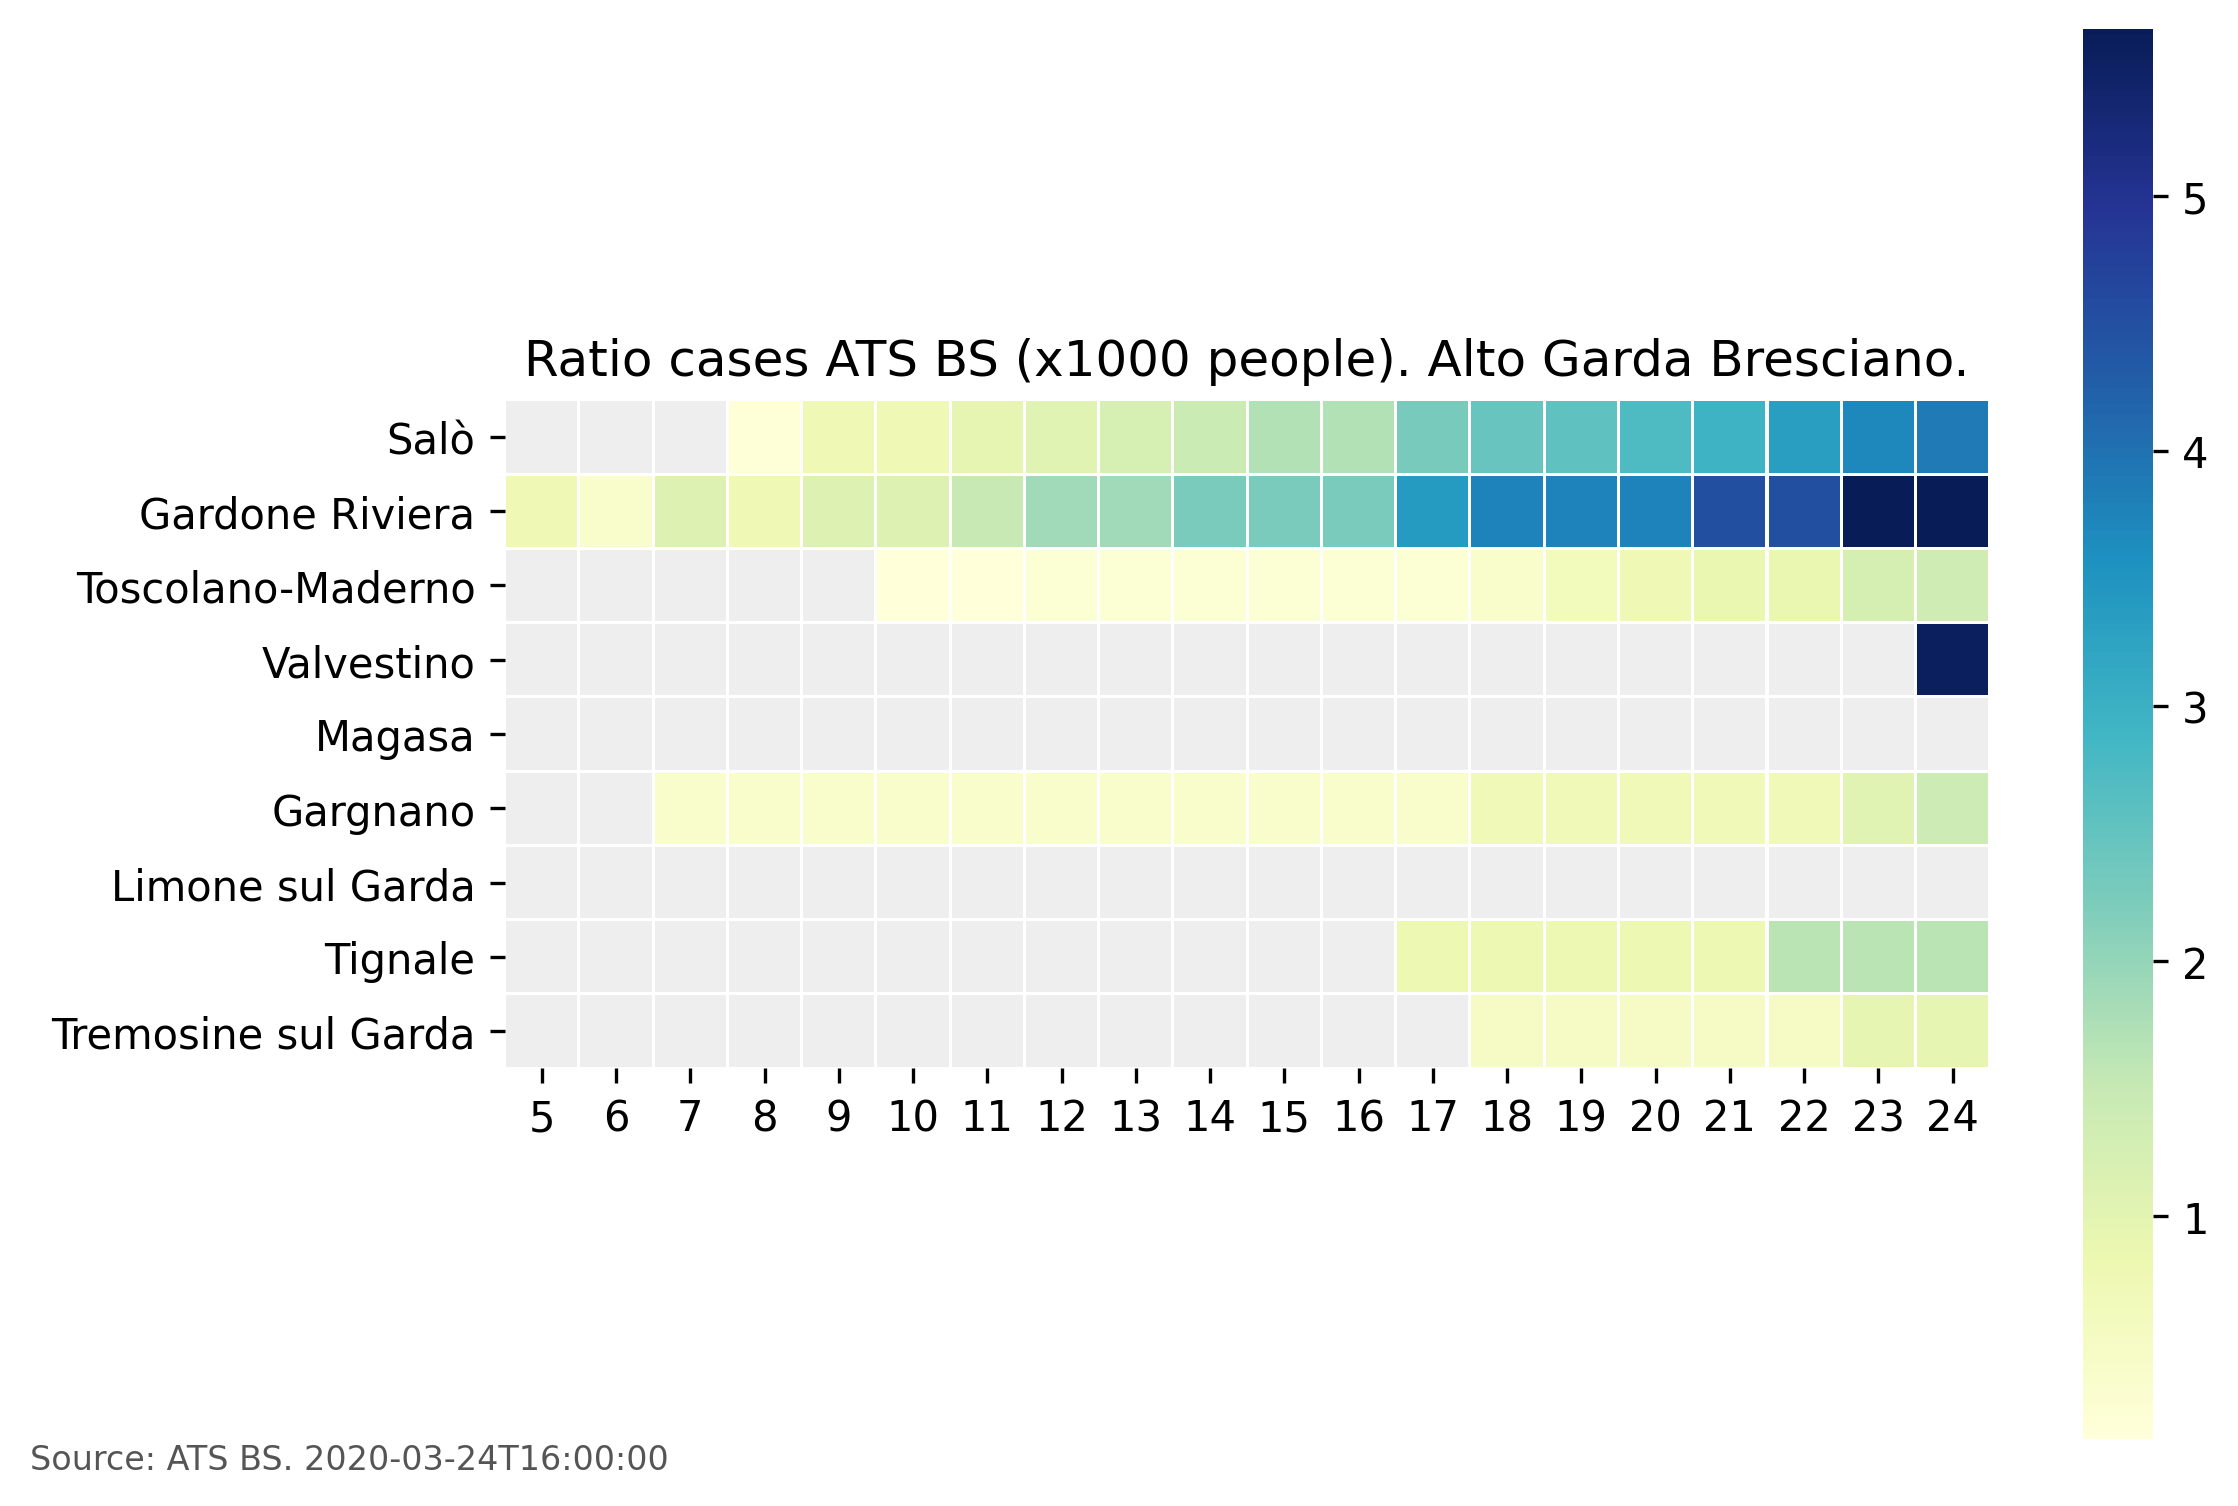 Ratio cases ATS BS (x1000 people). Alto Garda Bresciano.
Salò
Gardone Riviera
Toscolano-Maderno
Valvestino
Magasa
Gargnano
Limone sul Garda
Tignale
Tremosine sul Garda
5 6 7 8 9 10 11 12 13 14 15 16 17 18 19 20 21 22 23 24
5
4
3
2
1
Source: ATS BS. 2020-03-24T16:00:00